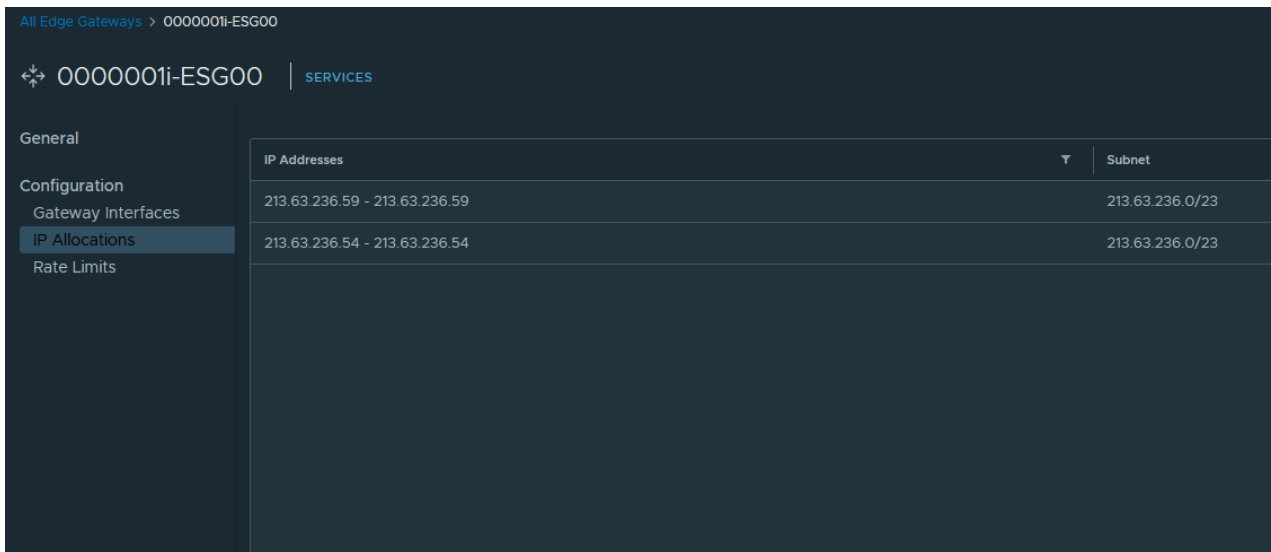 All Edge Gateways > 0000001i-ESG00
0000001i-ESG00 | SERVICES
General
Configuration
Gateway Interfaces
IP Allocations
Rate Limits
IP Addresses Subnet
213.63.236.59 - 213.63.236.59 213.63.236.0/23
213.63.236.54 - 213.63.236.54 213.63.236.0/23